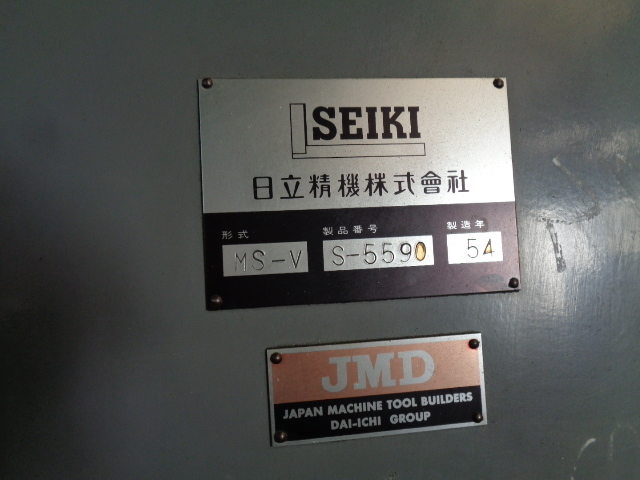 SEIKI
日立精機株式會社
形式 製品番号 製造年
MS-V S-5590 54
JMD
JAPAN MACHINE TOOL BUILDERS
DAI-ICHI GROUP